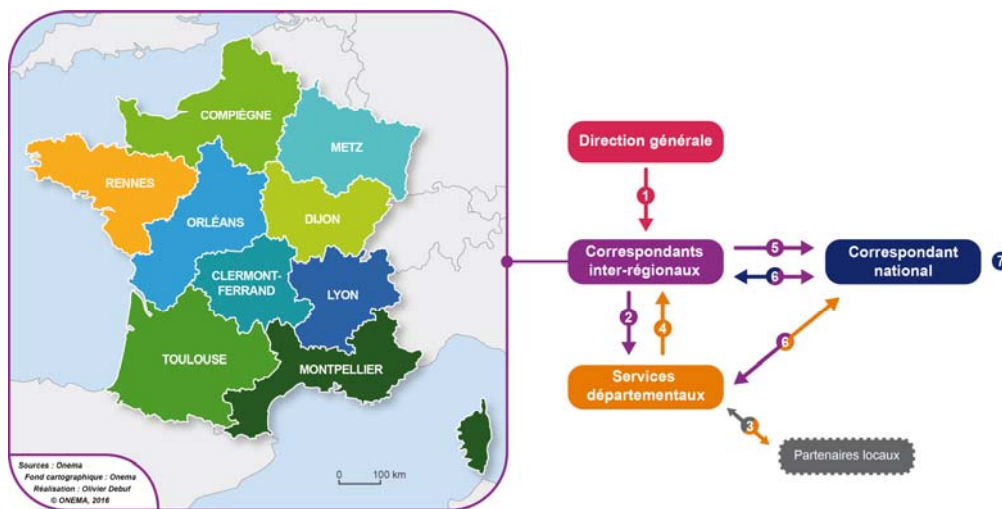 COMPIÈGNE
METZ
RENNES
ORLÉANS
DIJON
CLERMONT-
FERRAND
LYON
TOULOUSE
MONTPELLIER
Sources : Onema
Fond cartographique : Onema
Réalisation : Olivier Debuf
© ONEMA, 2016
0 100 km
Direction générale
1
Correspondants
inter-régionaux
5
6
Correspondant
national
7
2
4
6
Services
départementaux
3
Partenaires locaux